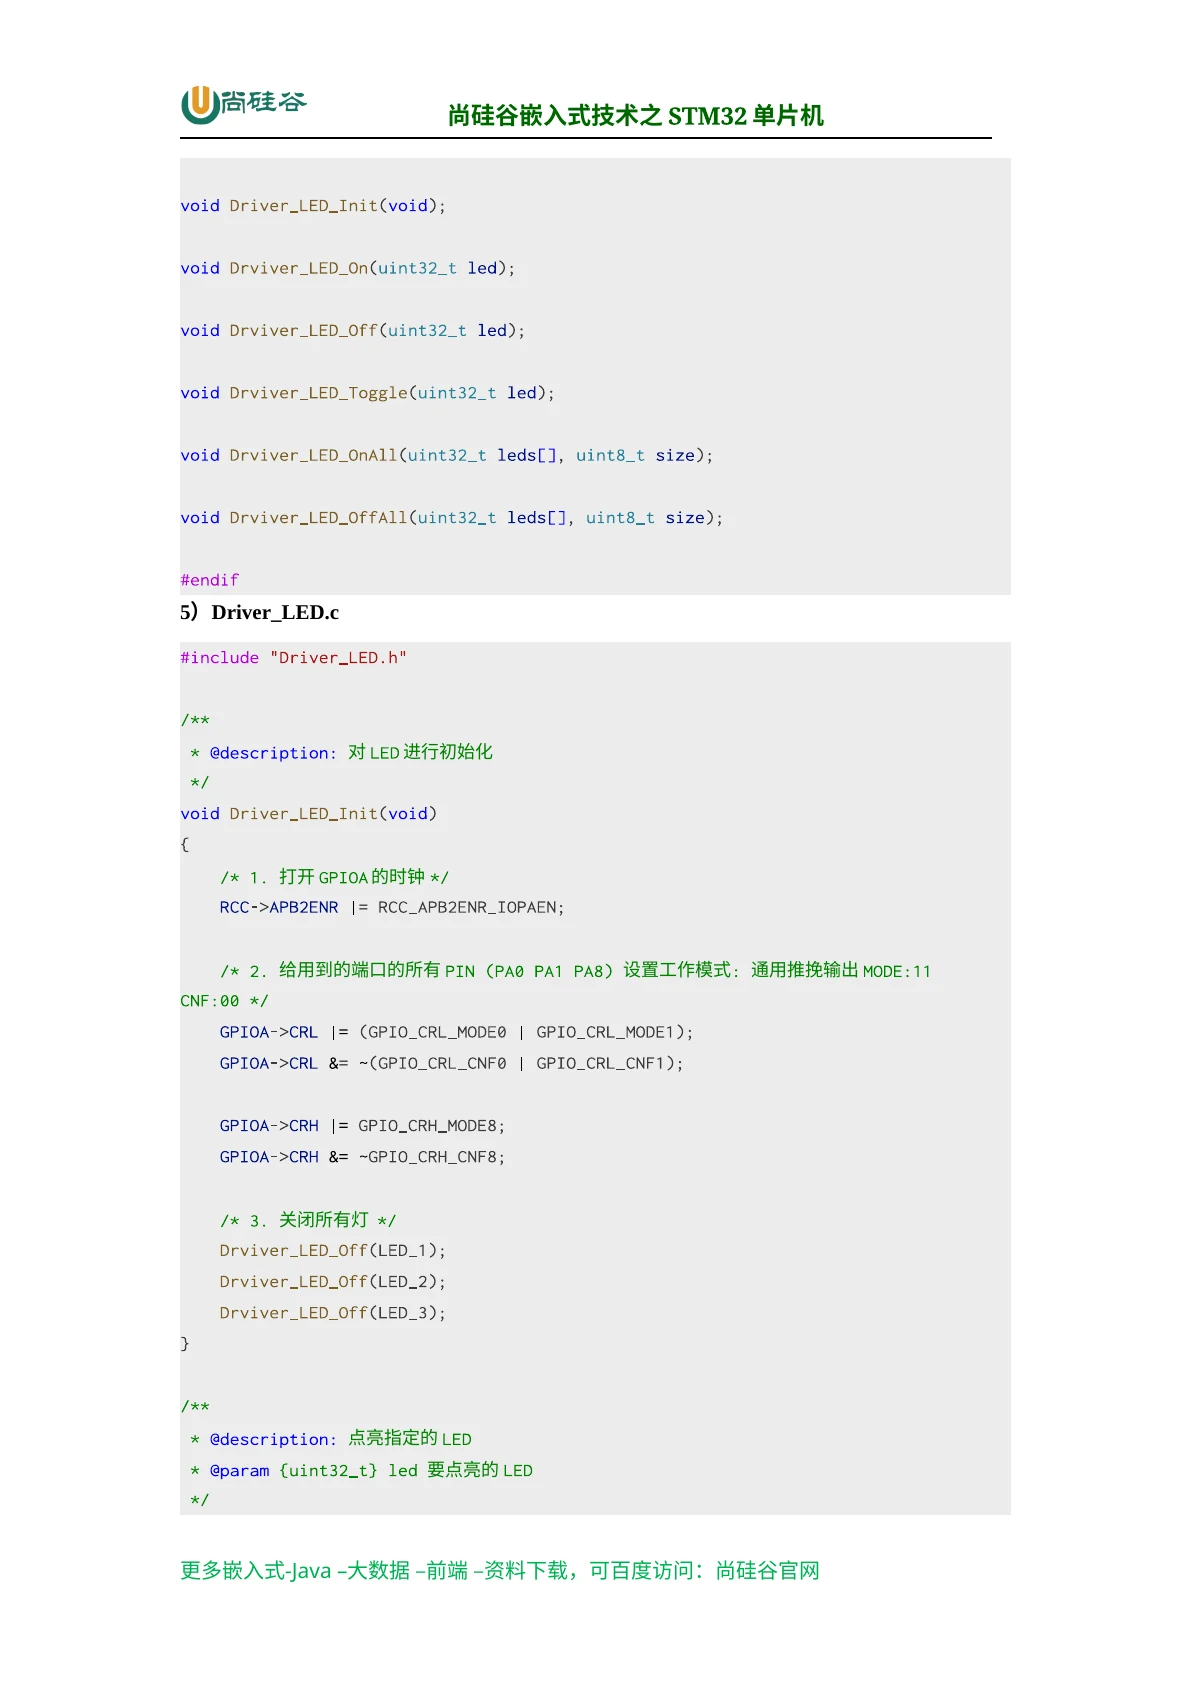 尚硅谷
尚硅谷嵌入式技术之 STM32 单片机
void Driver_LED_Init(void);
void Drviver_LED_On(uint32_t led);
void Drviver_LED_Off(uint32_t led);
void Drviver_LED_Toggle(uint32_t led);
void Drviver_LED_OnAll(uint32_t leds[], uint8_t size);
void Drviver_LED_OffAll(uint32_t leds[], uint8_t size);
#endif
5）Driver_LED.c
#include "Driver_LED.h"
/**
 * @description: 对 LED 进行初始化
 */
void Driver_LED_Init(void)
{
    /* 1. 打开 GPIOA 的时钟 */
    RCC->APB2ENR |= RCC_APB2ENR_IOPAEN;
    /* 2. 给用到的端口的所有 PIN (PA0 PA1 PA8) 设置工作模式: 通用推挽输出 MODE:11
CNF:00 */
    GPIOA->CRL |= (GPIO_CRL_MODE0 | GPIO_CRL_MODE1);
    GPIOA->CRL &= ~(GPIO_CRL_CNF0 | GPIO_CRL_CNF1);
    GPIOA->CRH |= GPIO_CRH_MODE8;
    GPIOA->CRH &= ~GPIO_CRH_CNF8;
    /* 3. 关闭所有灯 */
    Drviver_LED_Off(LED_1);
    Drviver_LED_Off(LED_2);
    Drviver_LED_Off(LED_3);
}
/**
 * @description: 点亮指定的 LED
 * @param {uint32_t} led 要点亮的 LED
 */
更多嵌入式-Java –大数据 –前端 –资料下载，可百度访问：尚硅谷官网